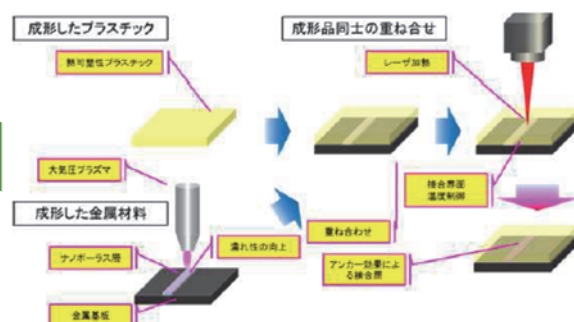 成形したプラスチック
熱可塑性プラスチック
成形品同士の重ね合せ
レーザ加熱
大気圧プラズマ
成形した金属材料
ナノポーラス層
濡れ性の向上
金属基板
重ね合わせ
接合界面
温度制御
アンカー効果によ
る接合層